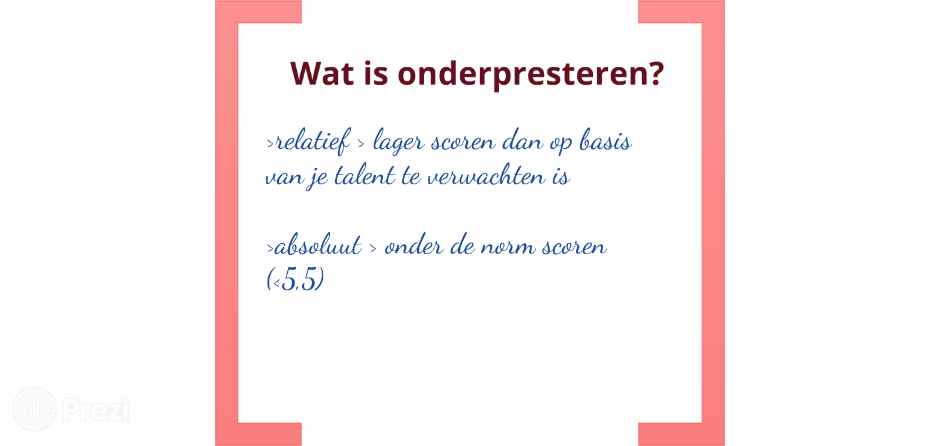 Wat is onderpresteren?
>relatief > lager scoren dan op basis
van je talent te verwachten is
>absoluut > onder de norm scoren
(<5,5)
Prezi